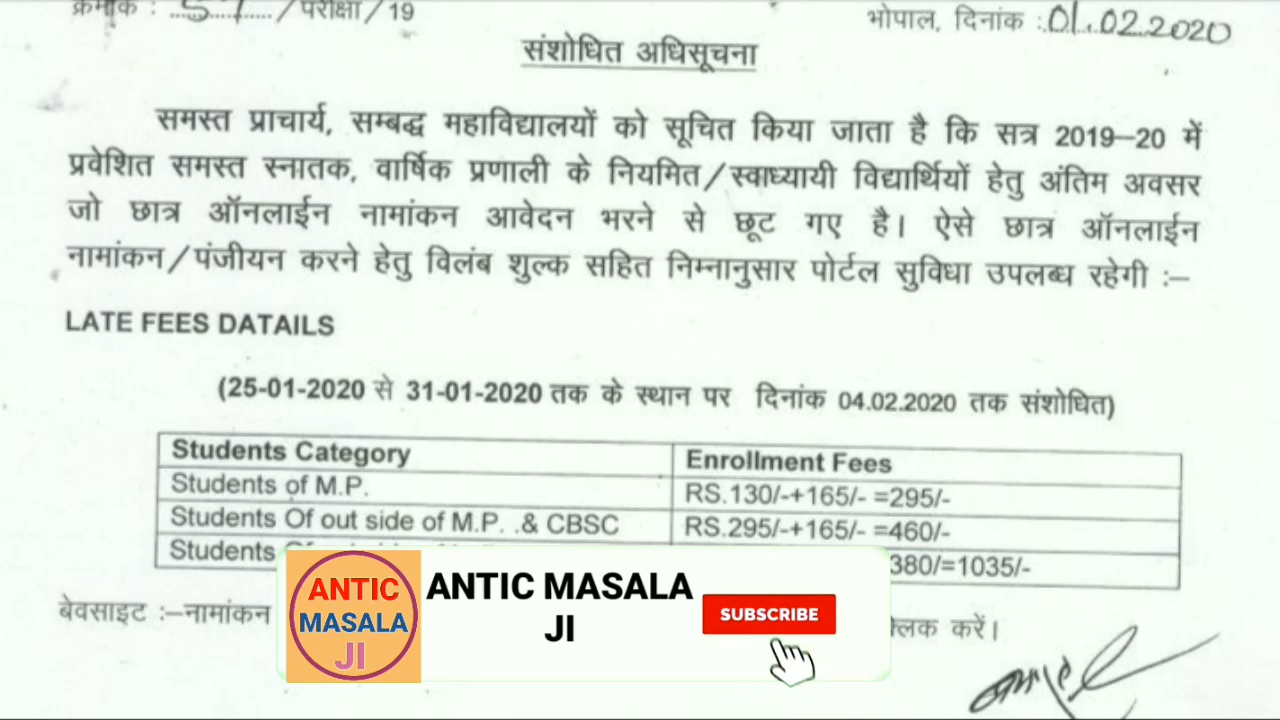 क्रमांक : ............../परीक्षा/19
भोपाल, दिनांक :01.02.2020
संशोधित अधिसूचना
समस्त प्राचार्य, सम्बद्ध महाविद्यालयों को सूचित किया जाता है कि सत्र 2019–20 में
प्रवेशित समस्त स्नातक, वार्षिक प्रणाली के नियमित/स्वाध्यायी विद्यार्थियों हेतु अंतिम अवसर
जो छात्र ऑनलाईन नामांकन आवेदन भरने से छूट गए है। ऐसे छात्र ऑनलाईन
नामांकन/पंजीयन करने हेतु विलंब शुल्क सहित निम्नानुसार पोर्टल सुविधा उपलब्ध रहेगी :–
LATE FEES DATAILS
(25-01-2020 से 31-01-2020 तक के स्थान पर दिनांक 04.02.2020 तक संशोधित)
Students Category Enrollment Fees
Students of M.P. RS.130/-+165/- =295/-
Students Of out side of M.P. .& CBSC RS.295/-+165/- =460/-
Students 380/=1035/-
बेवसाइट :–नामांकन क्लिक करें।
ANTIC MASALA JI
ANTIC MASALA
JI
SUBSCRIBE